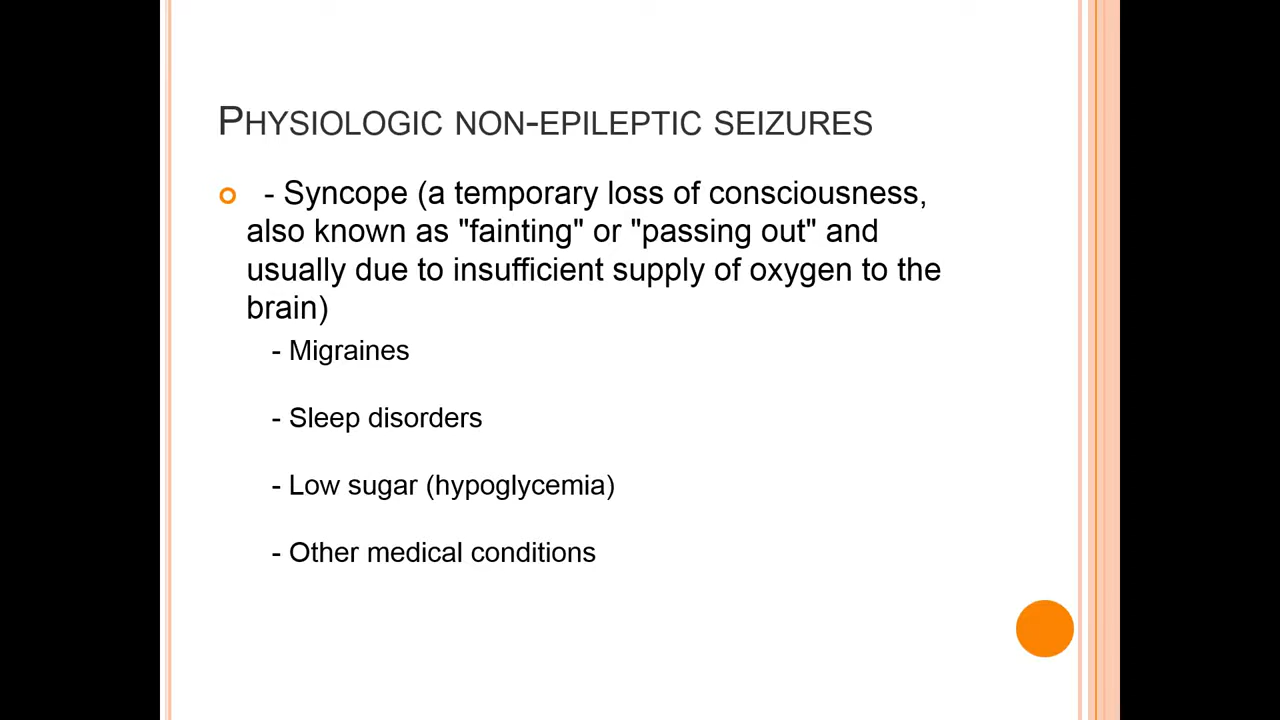 PHYSIOLOGIC NON-EPILEPTIC SEIZURES
- Syncope (a temporary loss of consciousness,
also known as "fainting" or "passing out" and
usually due to insufficient supply of oxygen to the
brain)
- Migraines
- Sleep disorders
- Low sugar (hypoglycemia)
- Other medical conditions